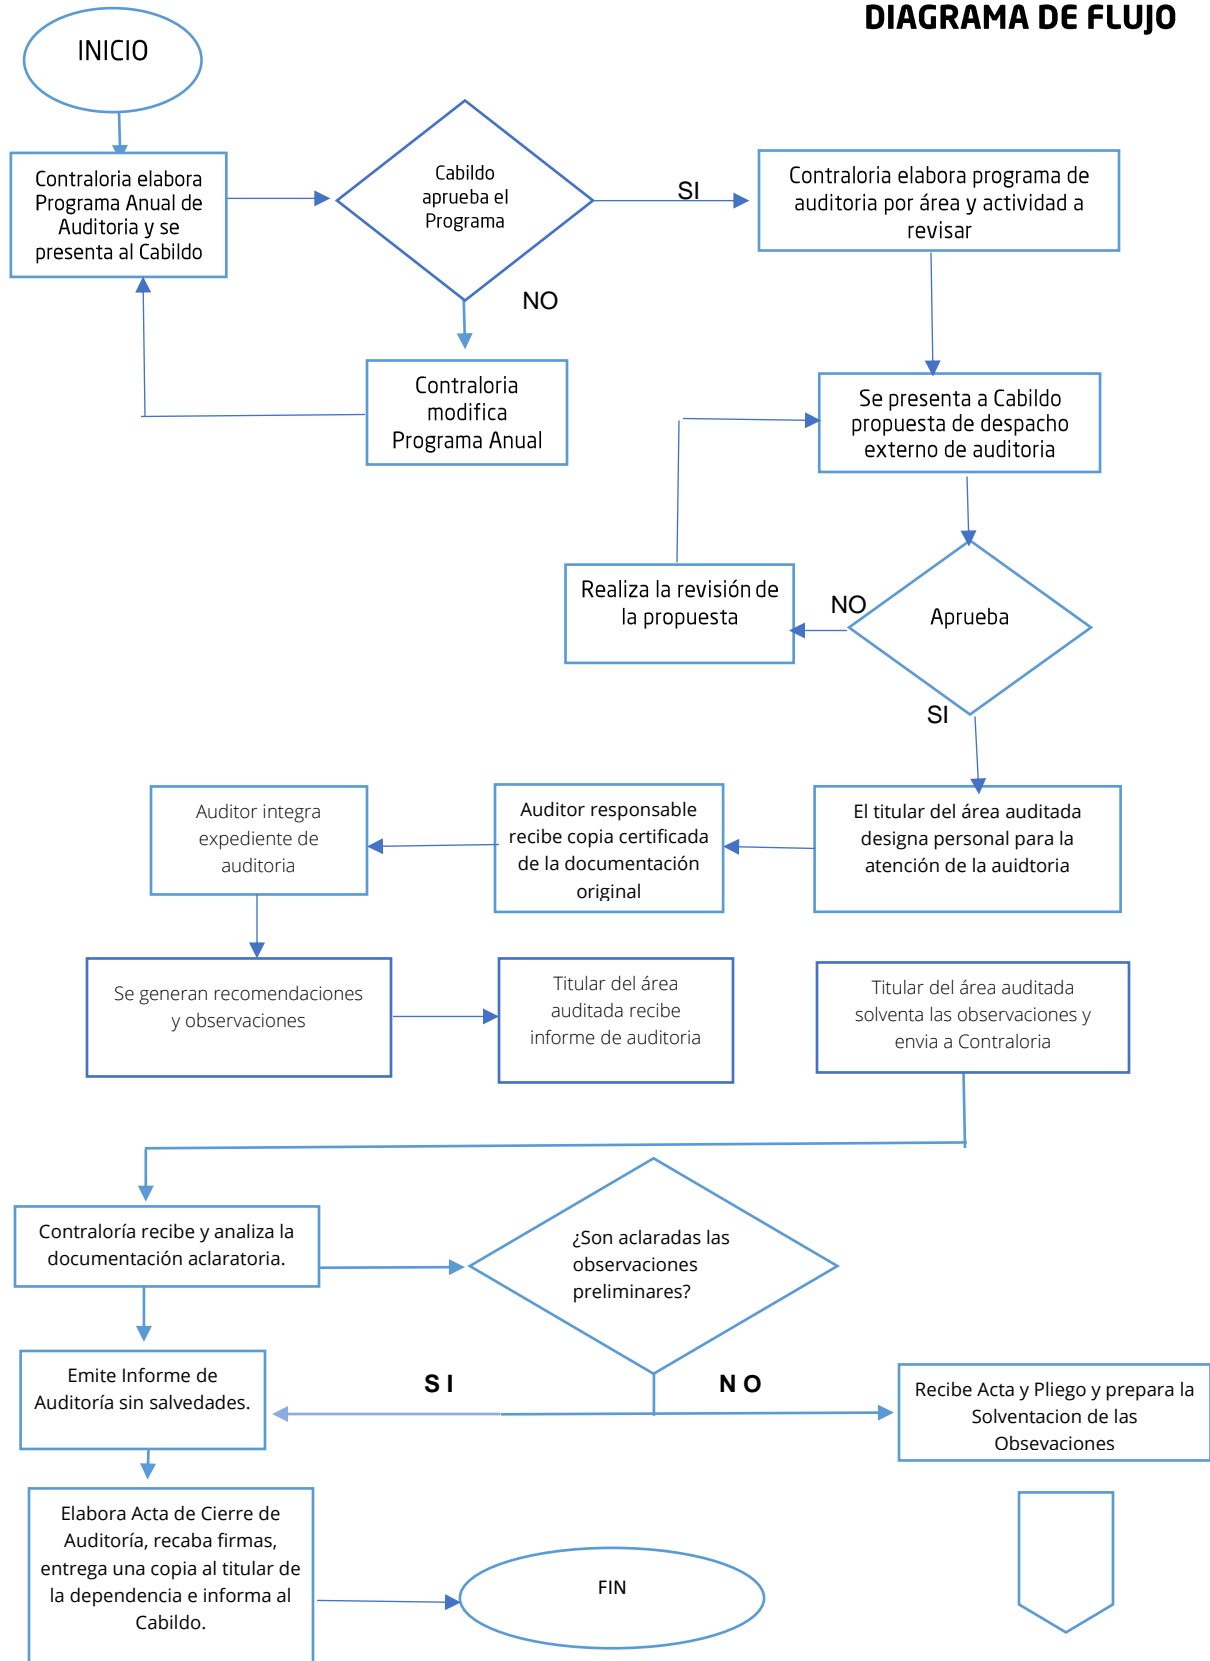 DIAGRAMA DE FLUJO
INICIO
Contraloria elabora
Programa Anual de
Auditoria y se
presenta al Cabildo
Cabildo
aprueba el
Programa
SI
Contraloria elabora programa de
auditoria por área y actividad a
revisar
NO
Contraloria
modifica
Programa Anual
Se presenta a Cabildo
propuesta de despacho
externo de auditoria
Realiza la revisión de
la propuesta
NO
Aprueba
SI
Auditor integra
expediente de
auditoria
Auditor responsable
recibe copia certificada
de la documentación
original
El titular del área auditada
designa personal para la
atención de la auidtoria
Se generan recomendaciones
y observaciones
Titular del área
auditada recibe
informe de auditoria
Titular del área auditada
solventa las observaciones y
envia a Contraloria
Contraloría recibe y analiza la
documentación aclaratoria.
¿Son aclaradas las
observaciones
preliminares?
Emite Informe de
Auditoría sin salvedades.
S I
N O
Recibe Acta y Pliego y prepara la
Solventacion de las
Obsevaciones
Elabora Acta de Cierre de
Auditoría, recaba firmas,
entrega una copia al titular de
la dependencia e informa al
Cabildo.
FIN